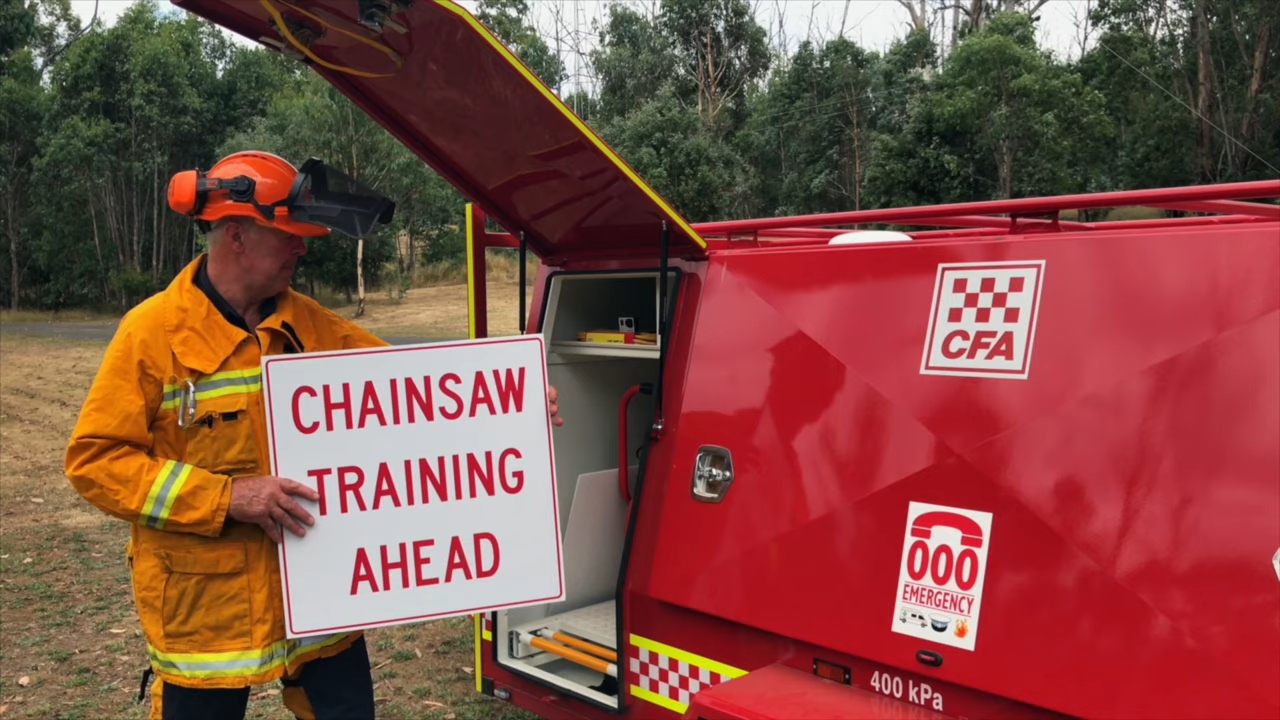 CHAINSAW
TRAINING
AHEAD
CFA
000
EMERGENCY
400 kPa